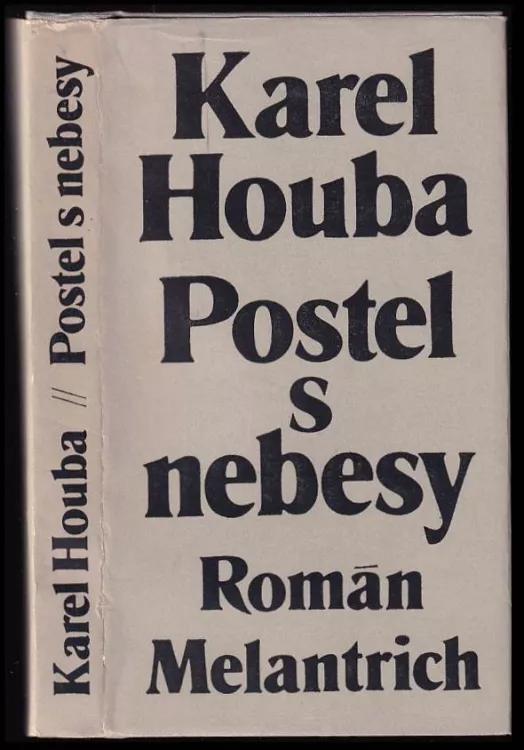 Karel
Houba
Postel
s
nebesy
Román
Melantrich
Karel Houba // Postel s nebesy